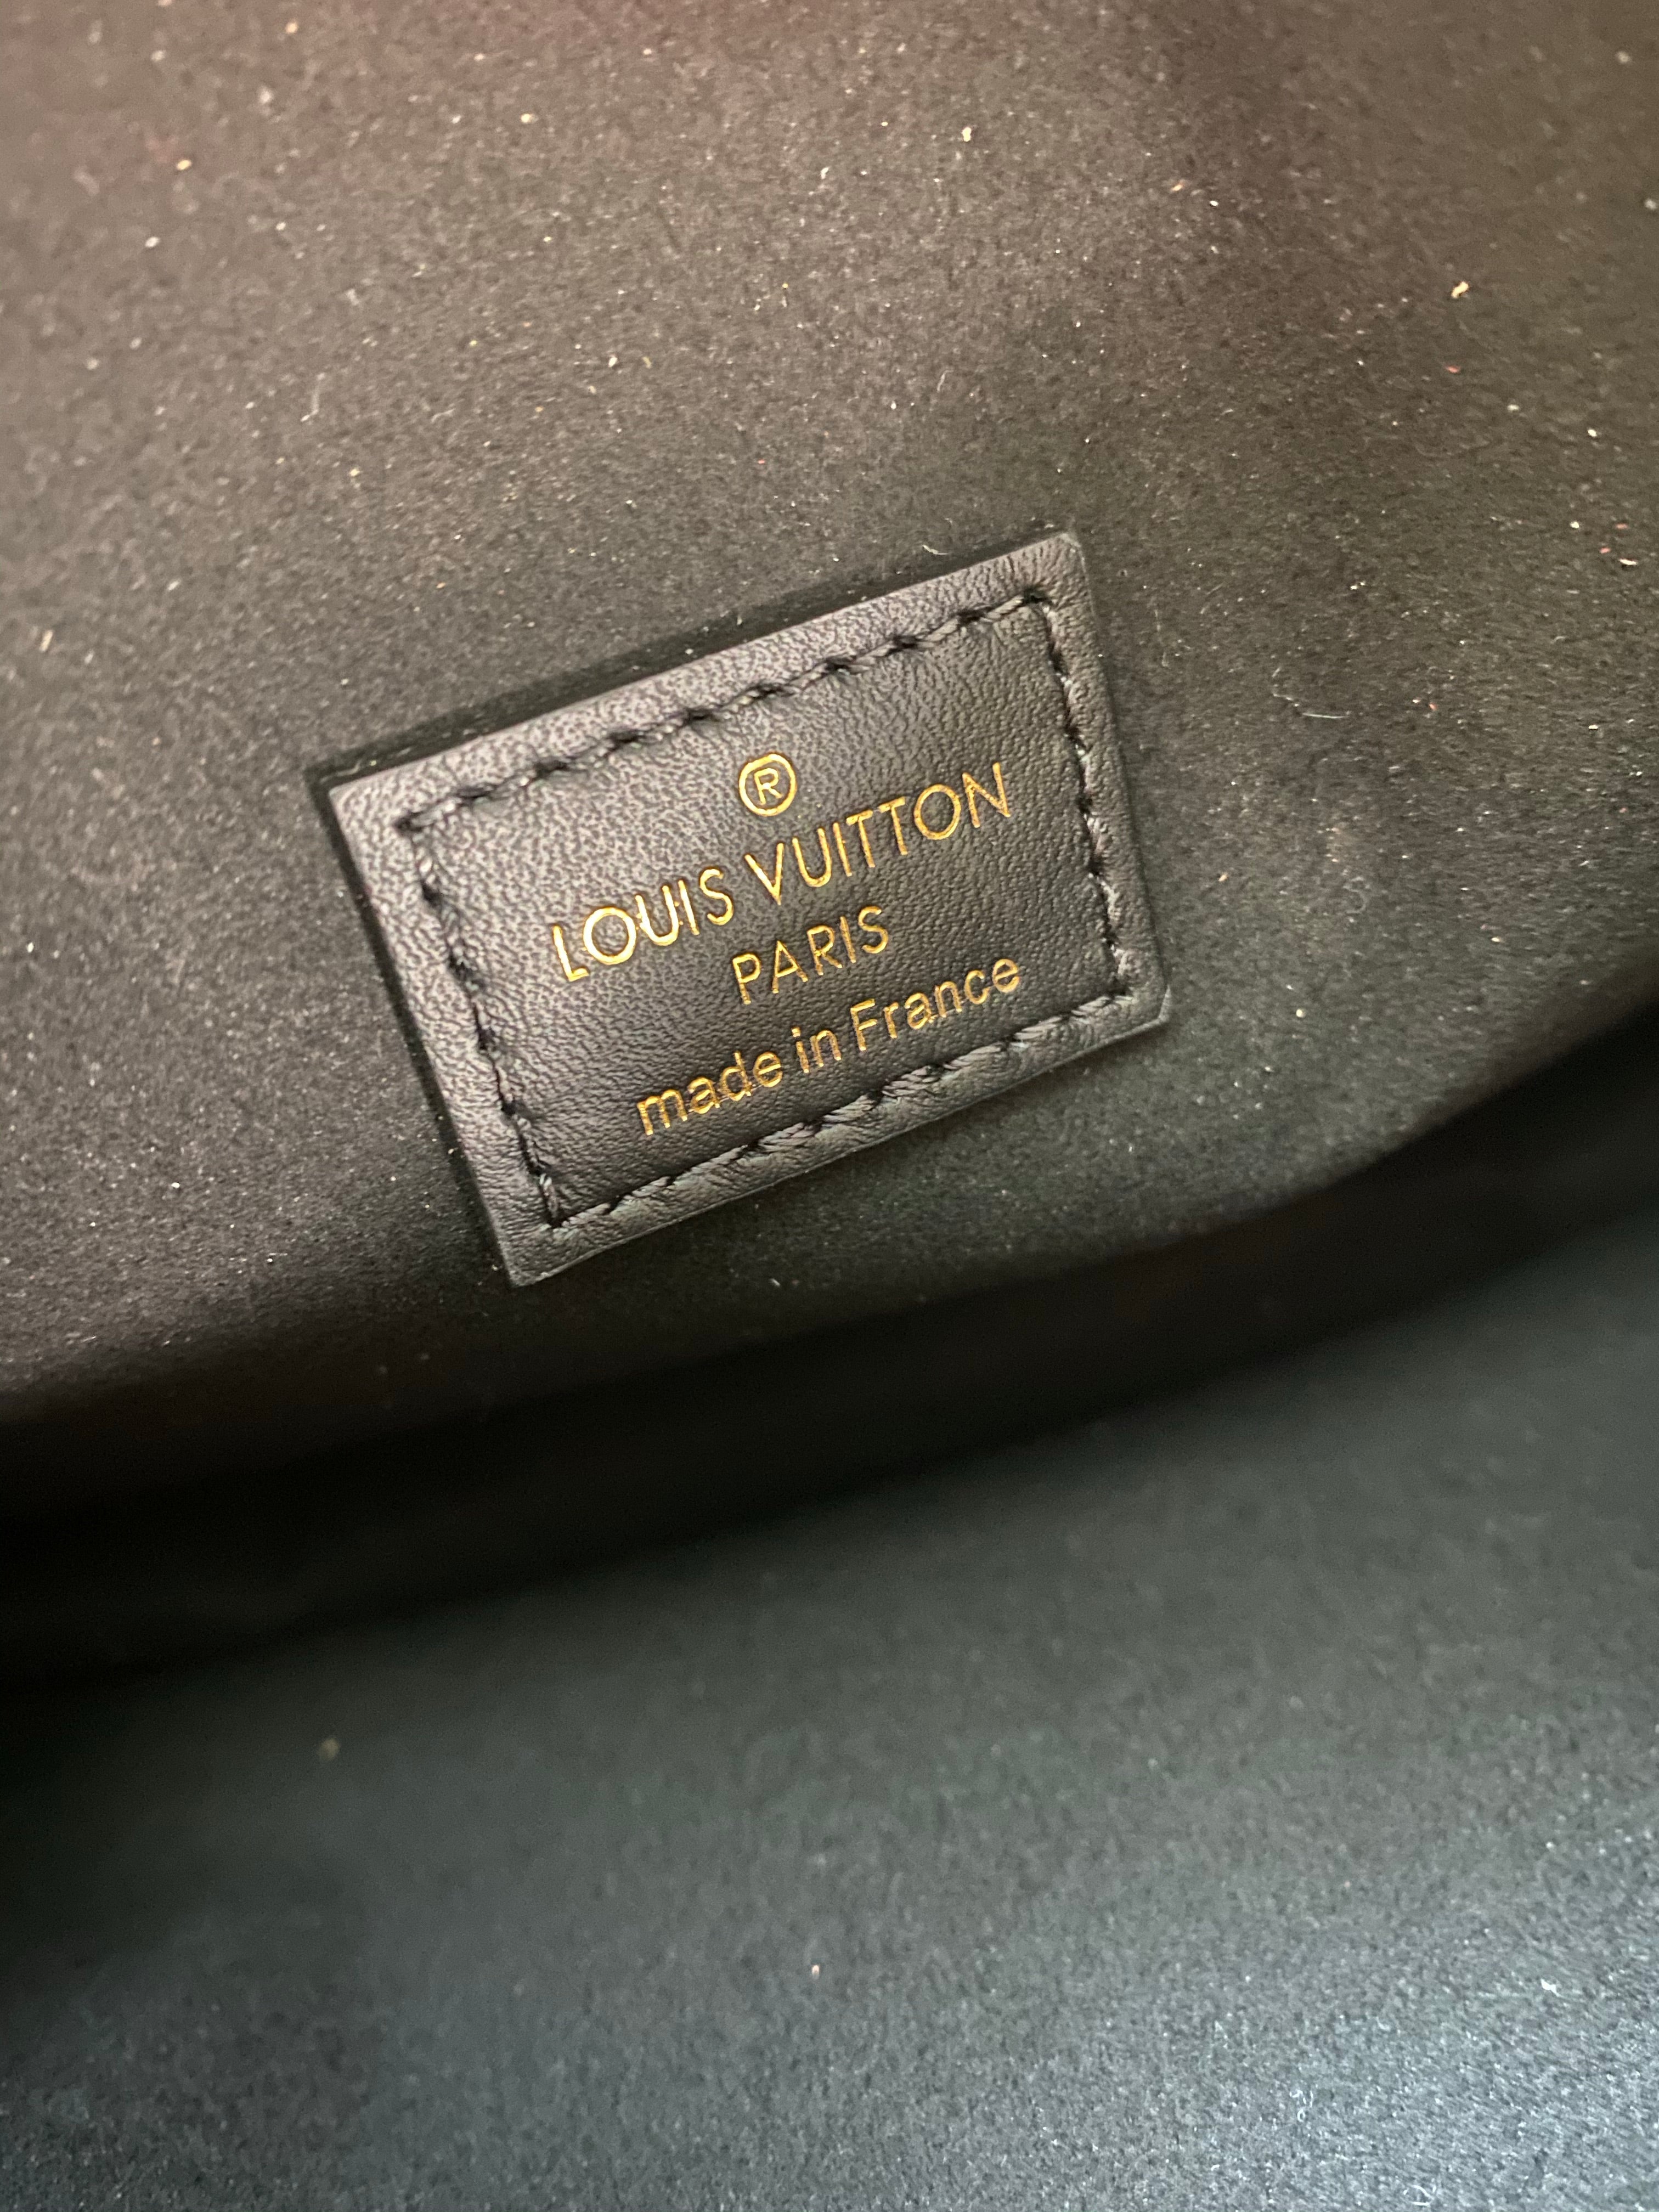 ®
LOUIS VUITTON
PARIS
made in France